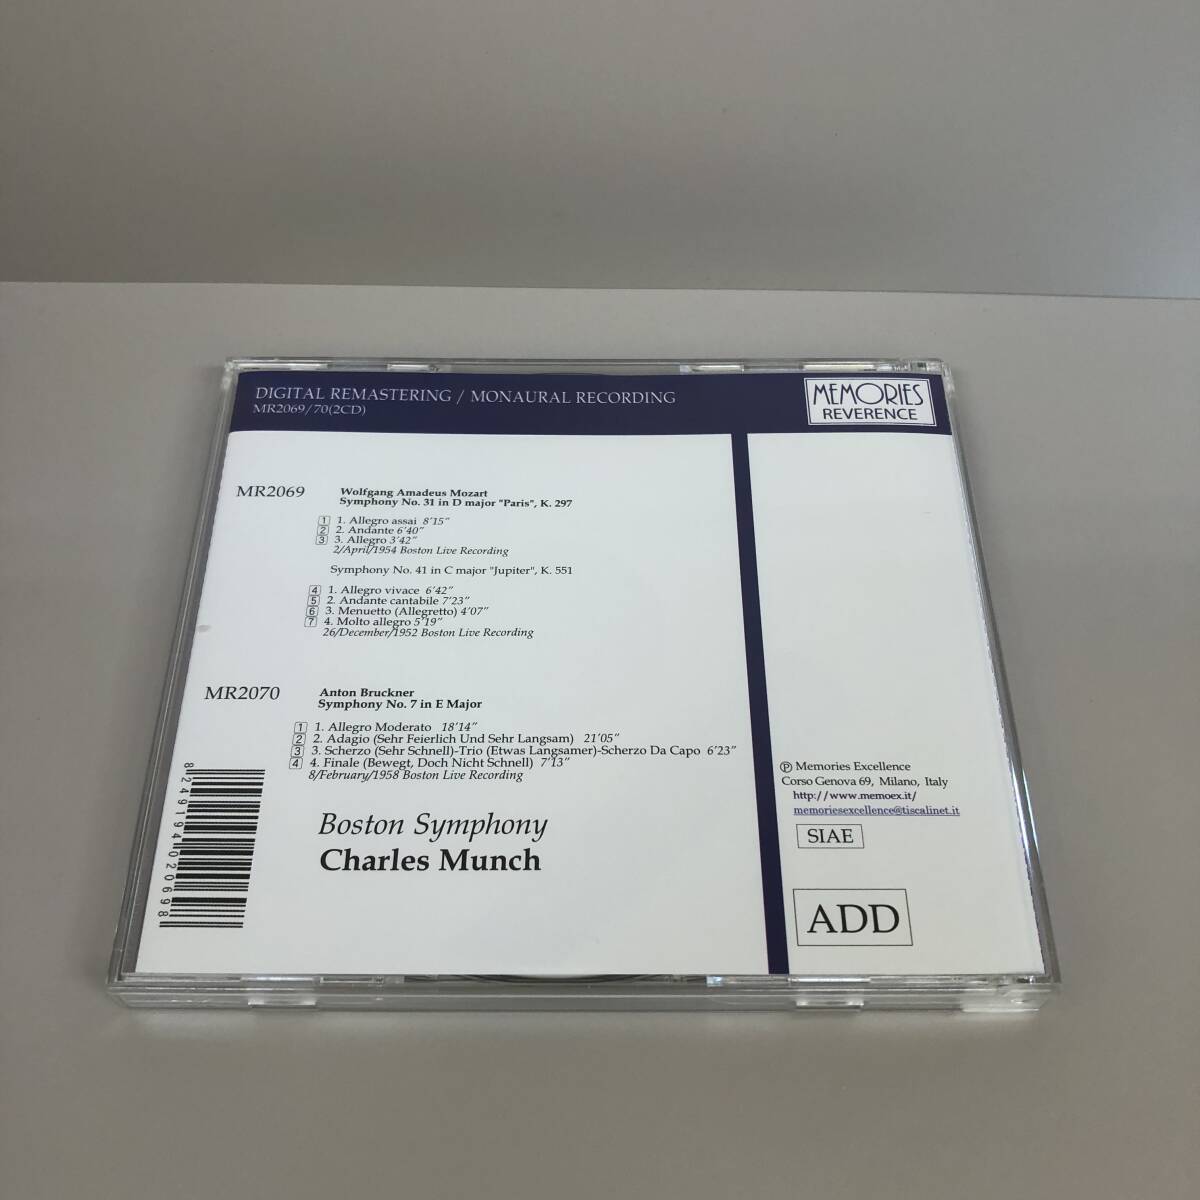 DIGITAL REMASTERING / MONAURAL RECORDING
MR2069/70(2CD)
MEMORIES
REVERENCE
MR2069
Wolfgang Amadeus Mozart
Symphony No. 31 in D major "Paris", K. 297
1 1. Allegro assai 8'15"
2 2. Andante 6'40"
3 3. Allegro 3'42"
2/April/1954 Boston Live Recording
Symphony No. 41 in C major "Jupiter", K. 551
4 1. Allegro vivace 6'42"
5 2. Andante cantabile 7'23"
6 3. Menuetto (Allegretto) 4'07"
7 4. Molto allegro 5'19"
26/December/1952 Boston Live Recording
MR2070
Anton Bruckner
Symphony No. 7 in E Major
1 1. Allegro Moderato 18'14"
2 2. Adagio (Sehr Feierlich Und Sehr Langsam) 21'05"
3 3. Scherzo (Sehr Schnell)-Trio (Etwas Langsamer)-Scherzo Da Capo 6'23"
4 4. Finale (Bewegt, Doch Nicht Schnell) 7'13"
8/February/1958 Boston Live Recording
Boston Symphony
Charles Munch
8 24919 40206 9 8
℗ Memories Excellence
Corso Genova 69, Milano, Italy
http://www.memoex.it/
memoriesexcellence@tiscalinet.it
SIAE
ADD